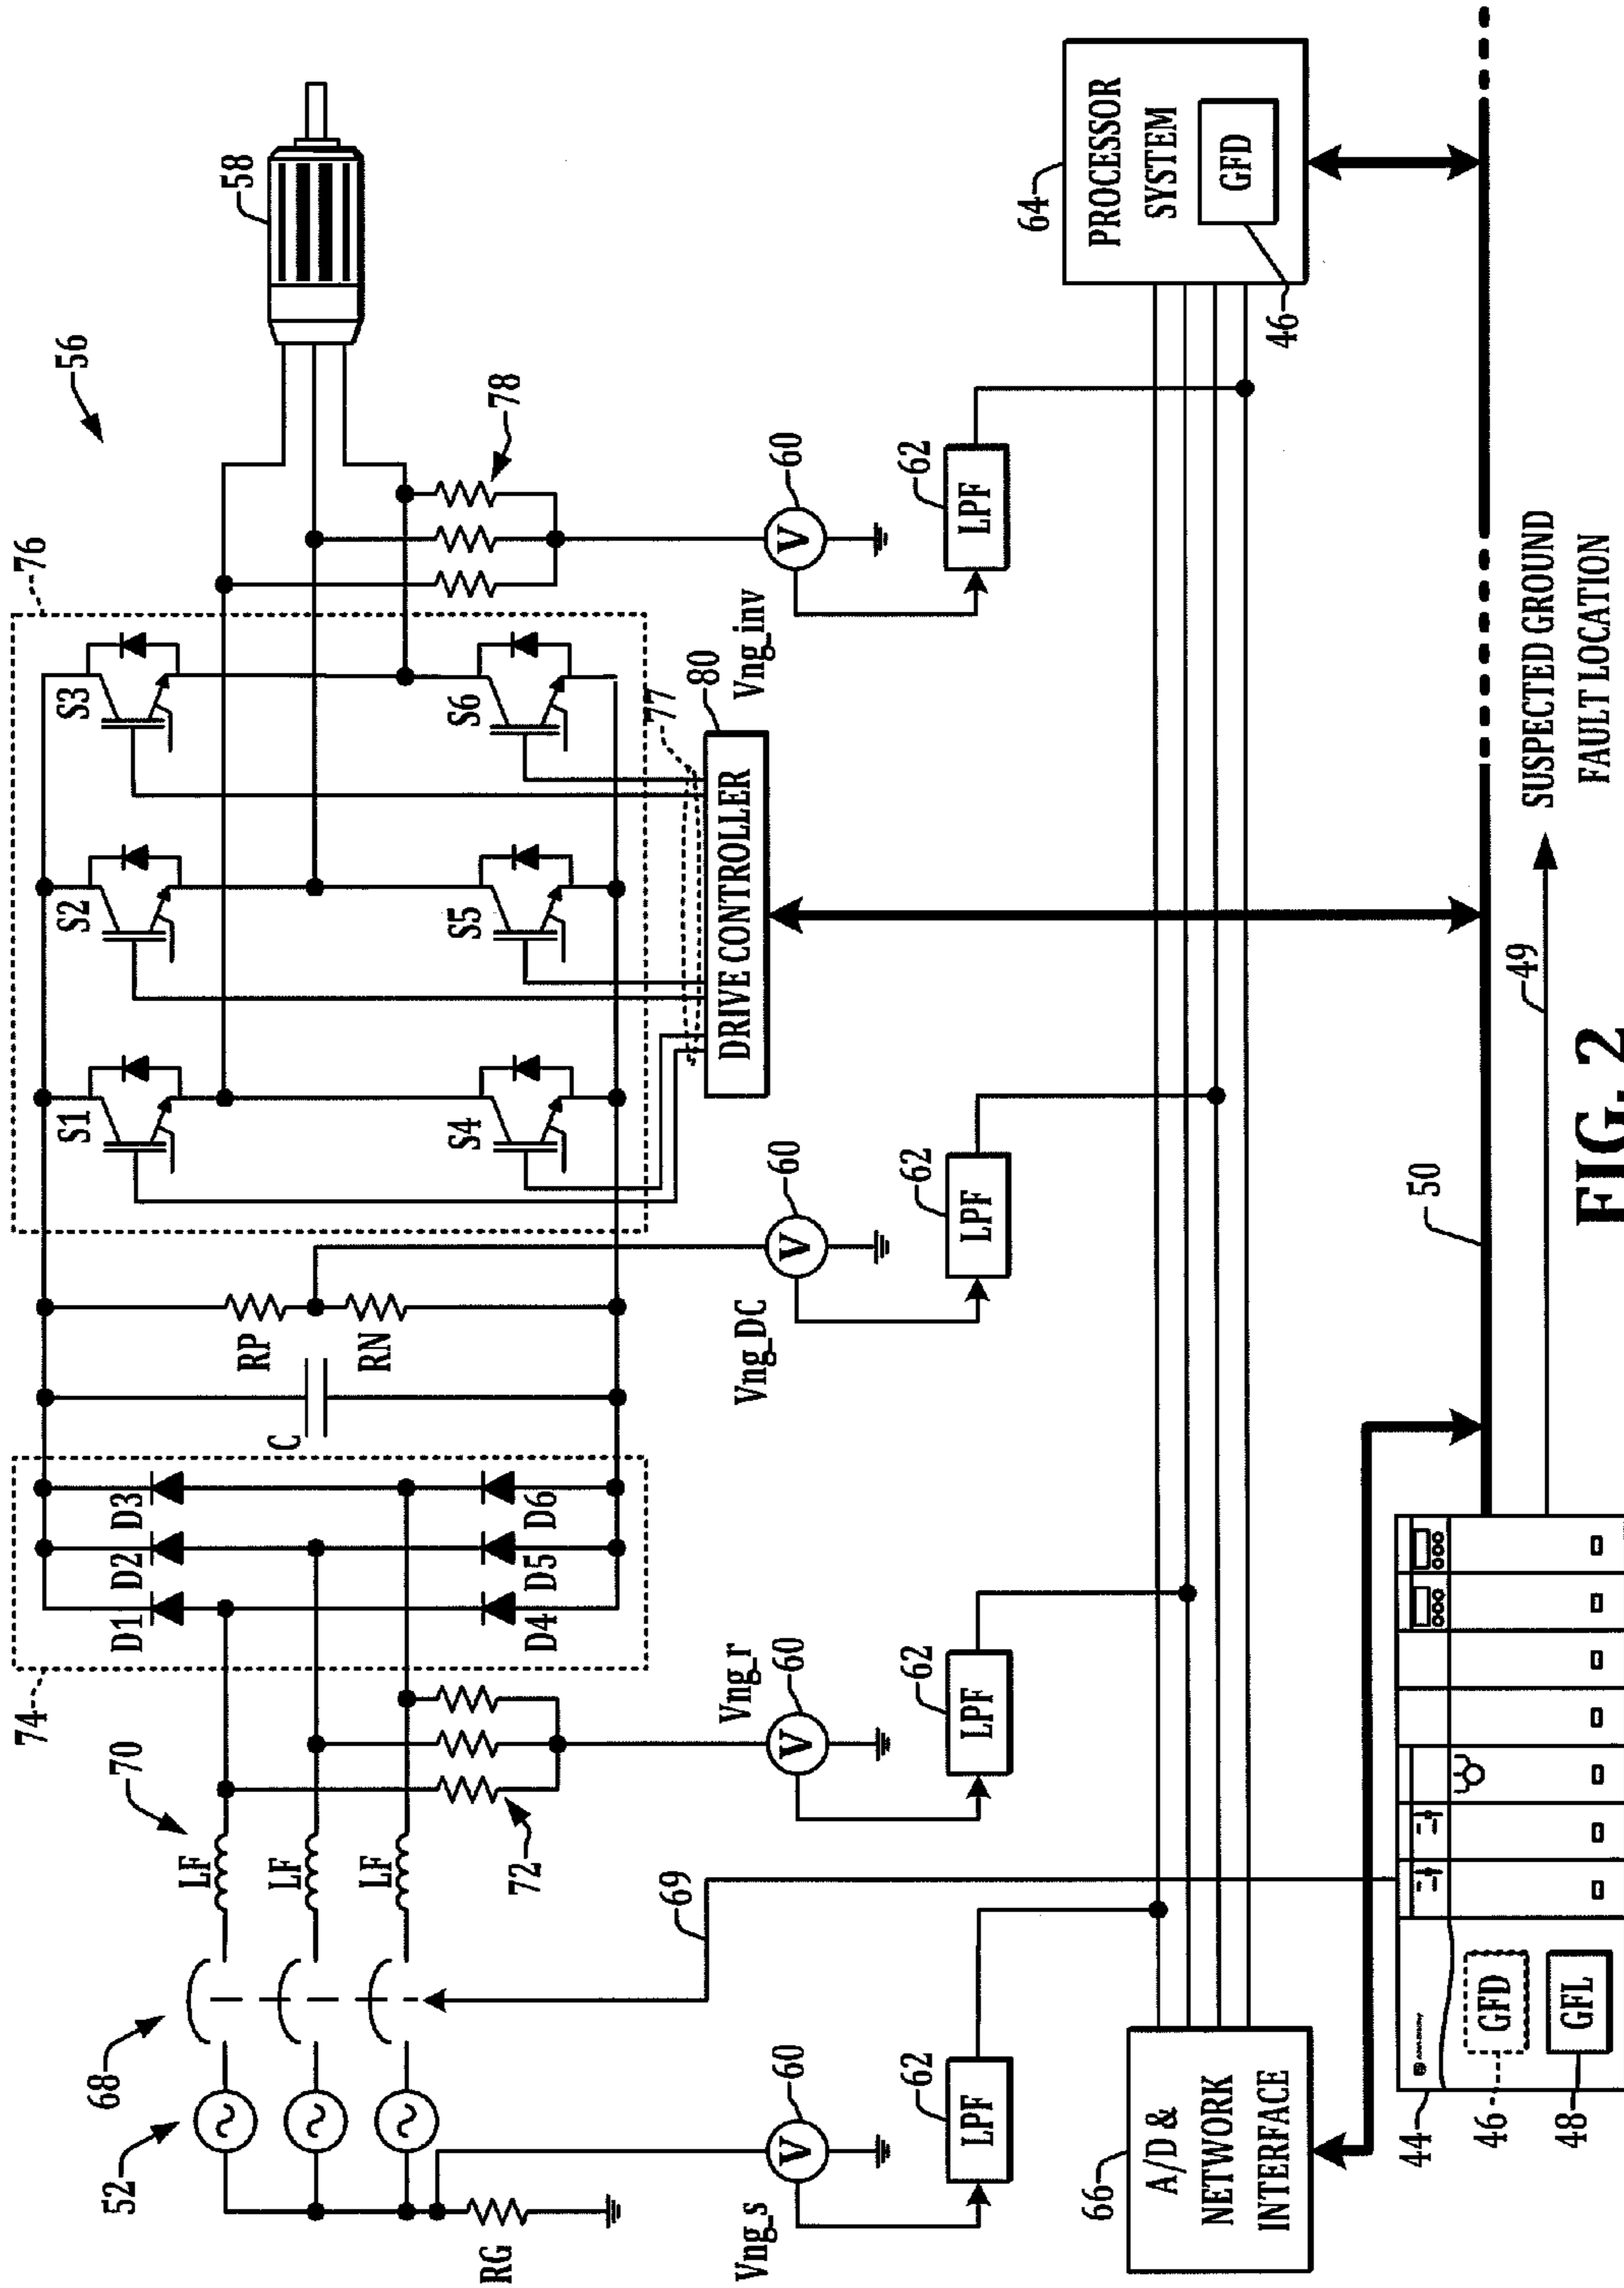 56
76
58
74
70
68
52
S1
S2
S3
D1
D2
D3
LF
LF
LF
C
RP
RN
S4
S5
S6
D4
D5
D6
72
78
77
RG
69
80
DRIVE CONTROLLER
Vng_s
60
V
Vng_r
60
V
Vng_DC
60
V
Vng_inv
60
V
62
LPF
62
LPF
62
LPF
62
LPF
66
A/D &
NETWORK
INTERFACE
64
PROCESSOR
SYSTEM
GFD
46
44
GFD
46
GFL
48
50
49
SUSPECTED GROUND
FAULT LOCATION
FIG. 2